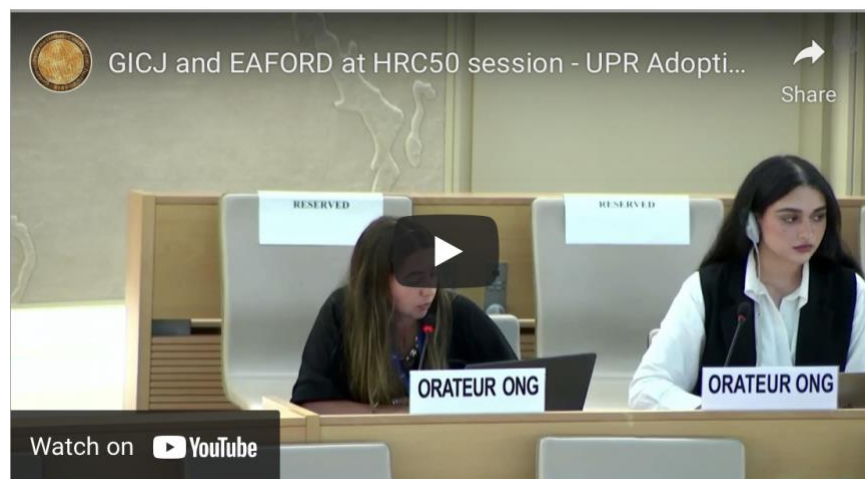 GICJ and EAFORD at HRC50 session - UPR Adopti...
Share
RESERVED
RESERVED
ORATEUR ONG
ORATEUR ONG
Watch on YouTube